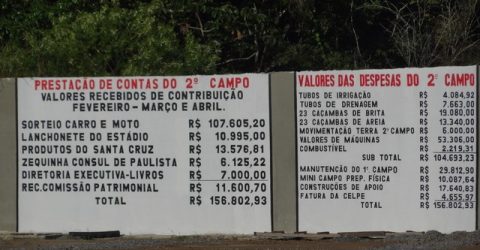 PRESTAÇÃO DE CONTAS DO 2º CAMPO
VALORES RECEBIDOS DE CONTRIBUIÇÃO
FEVEREIRO - MARÇO E ABRIL.
SORTEIO CARRO E MOTO R$ 107.605,20
LANCHONETE DO ESTÁDIO R$ 10.995,00
PRODUTOS DO SANTA CRUZ R$ 13.576,81
ZEQUINHA CONSUL DE PAULISTA R$ 6.125,22
DIRETORIA EXECUTIVA-LIVROS R$ 7.000,00
REC.COMISSÃO PATRIMONIAL R$ 11.600,70
TOTAL R$ 156.802,93
VALORES DAS DESPESAS DO 2º CAMPO
TUBOS DE IRRIGAÇÃO R$ 4.084,92
TUBOS DE DRENAGEM R$ 7.663,00
23 CAÇAMBAS DE BRITA R$ 19.080,00
23 CAÇAMBAS DE AREIA R$ 13.340,00
MOVIMENTAÇÃO TERRA 2º CAMPO R$ 6.000,00
VALORES DE MÁQUINAS R$ 53.306,00
COMBUSTÍVEL R$ 2.219,31
SUB TOTAL R$ 104.693,23
MANUTENÇÃO DO 1º CAMPO R$ 29.812,90
MINI CAMPO PREP. FÍSICA R$ 10.087,64
CONSTRUÇÕES DE APOIO R$ 17.640,83
FATURA DA CELPE R$ 4.655,97
TOTAL R$ 156.802,93